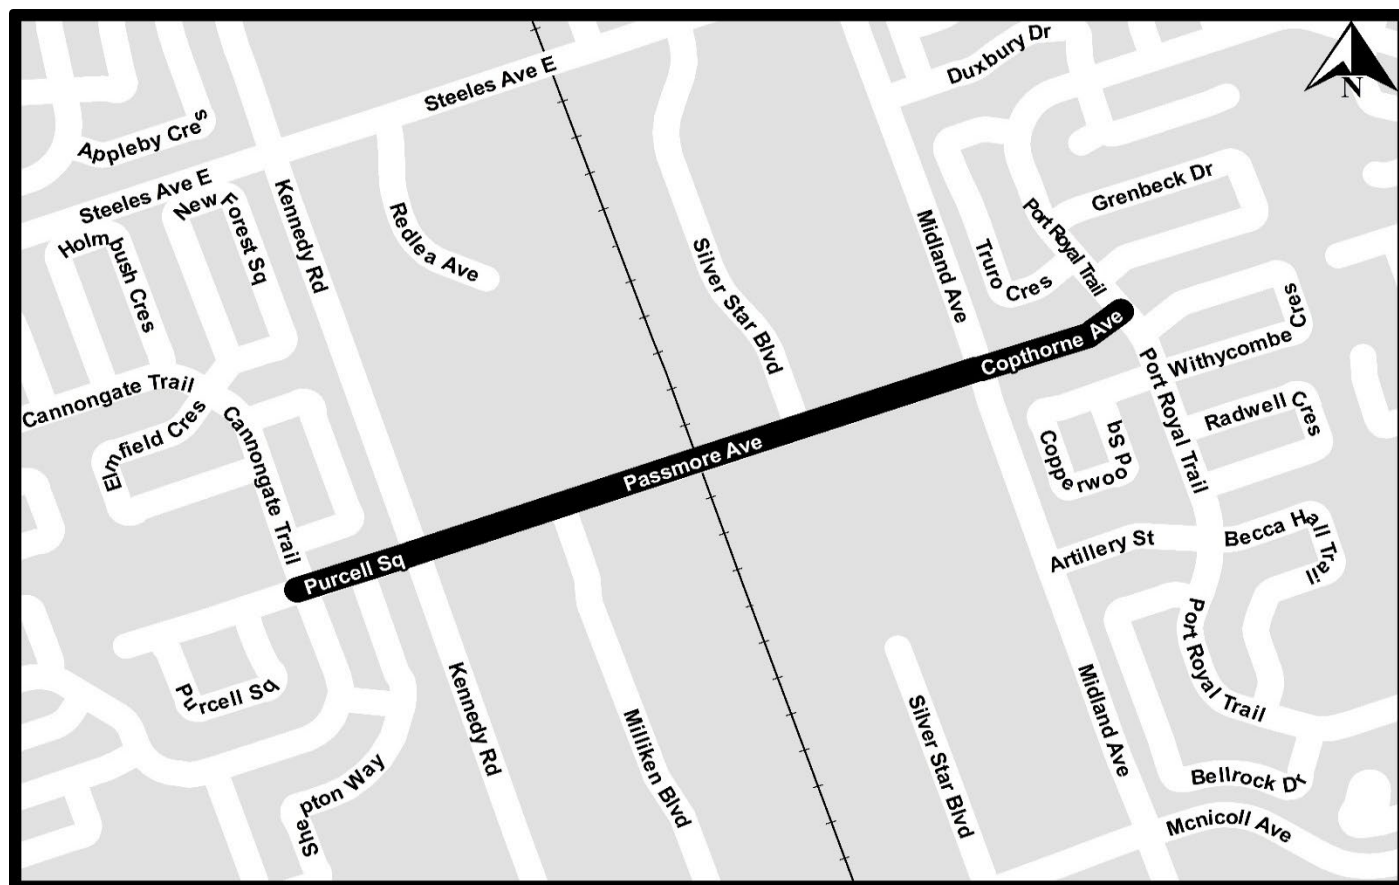 Duxbury Dr
Steeles Ave E
N
Appleby Cres
Steeles Ave E
New Forest Sq
Kennedy Rd
Grenbeck Dr
Holmbush Cres
Redlea Ave
Silver Star Blvd
Midland Ave
Port Royal Trail
Truro Cres
Copthorne Ave
Withycombe Cres
Cannongate Trail
Elmfield Cres
Cannongate Trail
Port Royal Trail
Radwell Cres
Copperwood Sq
Passmore Ave
Artillery St
Becca Hall Trail
Purcell Sq
Purcell Sq
Port Royal Trail
Kennedy Rd
Milliken Blvd
Silver Star Blvd
Midland Ave
Shepton Way
Bellrock Dr
Mcnicoll Ave